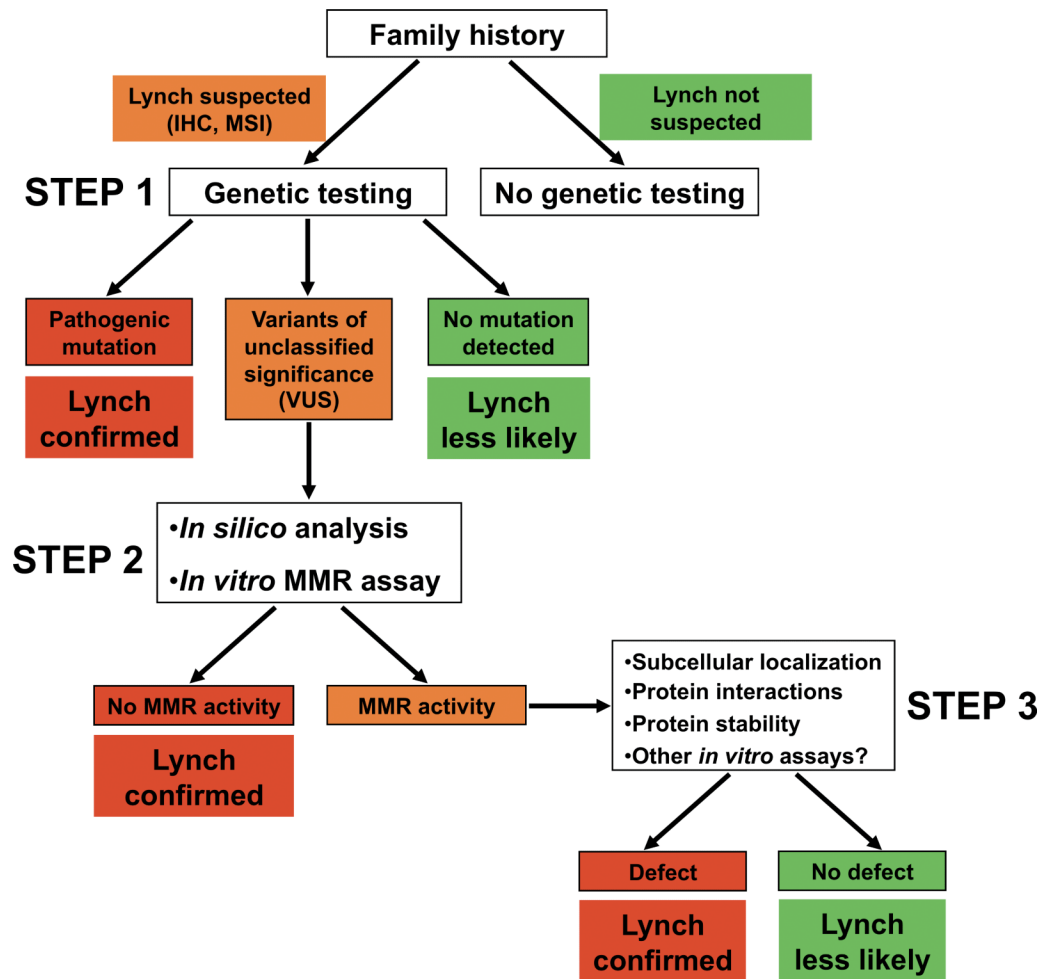 Family history
Lynch suspected
(IHC, MSI)
Lynch not
suspected
STEP 1
Genetic testing
No genetic testing
Pathogenic
mutation
Variants of
unclassified
significance
(VUS)
No mutation
detected
Lynch
confirmed
Lynch
less likely
STEP 2
•In silico analysis
•In vitro MMR assay
No MMR activity
MMR activity
Lynch
confirmed
•Subcellular localization
•Protein interactions
•Protein stability
•Other in vitro assays?
STEP 3
Defect
No defect
Lynch
confirmed
Lynch
less likely